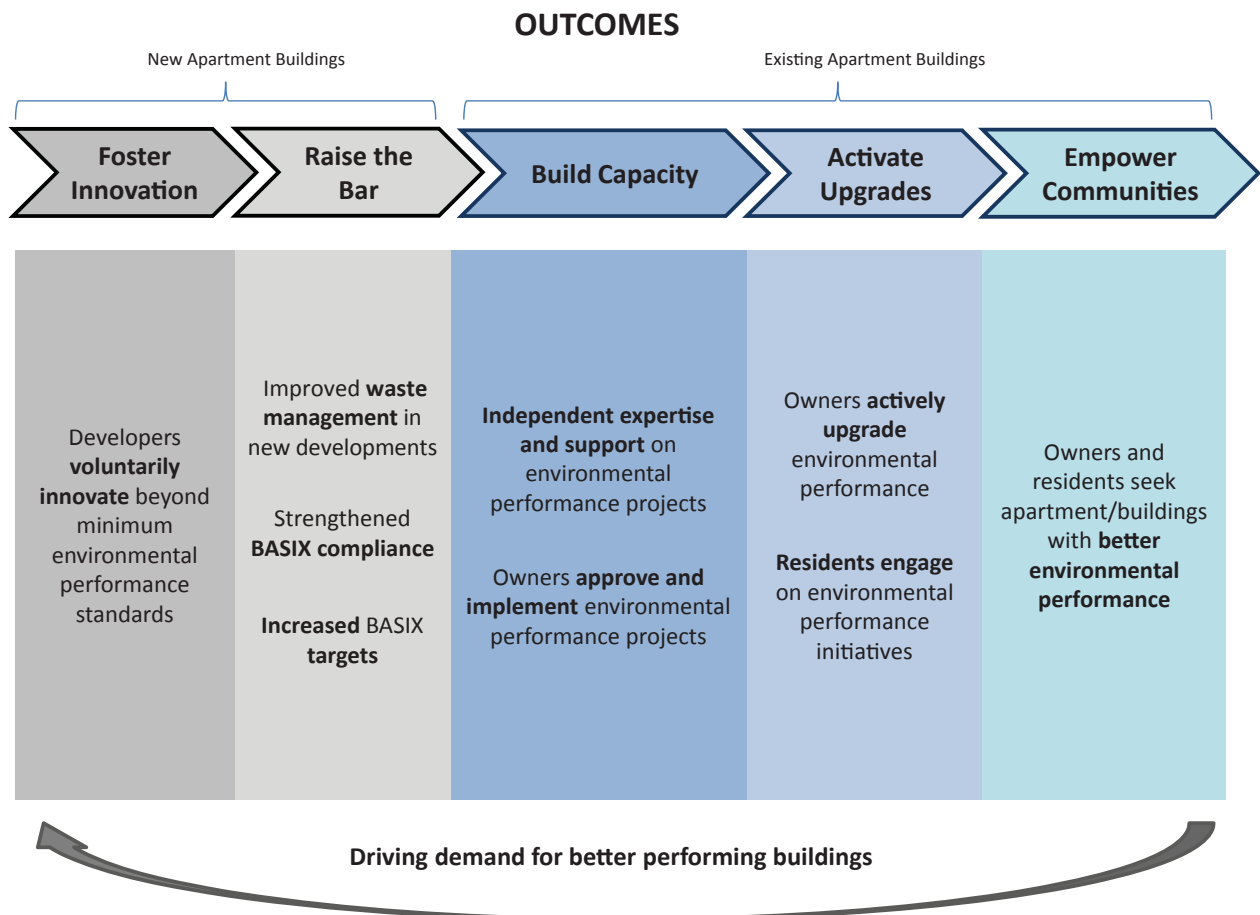 OUTCOMES
New Apartment Buildings
Existing Apartment Buildings
Foster
Innovation
Raise the
Bar
Build Capacity
Activate
Upgrades
Empower
Communities
Developers
voluntarily
innovate beyond
minimum
environmental
performance
standards
Improved waste
management in
new developments
Strengthened
BASIX compliance
Increased BASIX
targets
Independent expertise
and support on
environmental
performance projects
Owners approve and
implement environmental
performance projects
Owners actively
upgrade
environmental
performance
Residents engage
on environmental
performance
initiatives
Owners and
residents seek
apartment/buildings
with better
environmental
performance
Driving demand for better performing buildings